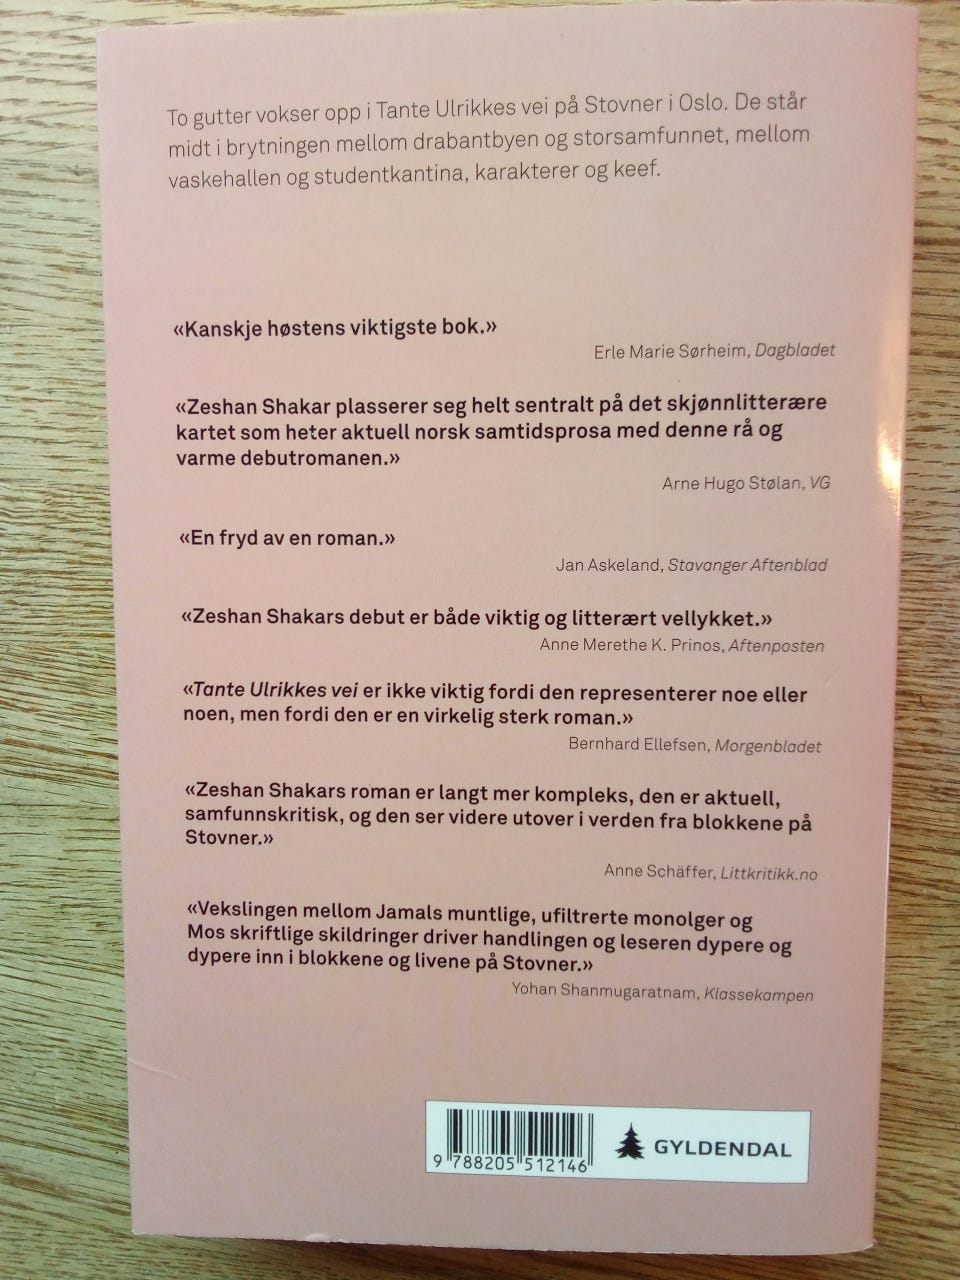 To gutter vokser opp i Tante Ulrikkes vei på Stovner i Oslo. De står
midt i brytningen mellom drabantbyen og storsamfunnet, mellom
vaskehallen og studentkantina, karakterer og keef.
«Kanskje høstens viktigste bok.»
Erle Marie Sørheim, Dagbladet
«Zeshan Shakar plasserer seg helt sentralt på det skjønnlitterære
kartet som heter aktuell norsk samtidsprosa med denne rå og
varme debutromanen.»
Arne Hugo Stølan, VG
«En fryd av en roman.»
Jan Askeland, Stavanger Aftenblad
«Zeshan Shakars debut er både viktig og litterært vellykket.»
Anne Merethe K. Prinos, Aftenposten
«Tante Ulrikkes vei er ikke viktig fordi den representerer noe eller
noen, men fordi den er en virkelig sterk roman.»
Bernhard Ellefsen, Morgenbladet
«Zeshan Shakars roman er langt mer kompleks, den er aktuell,
samfunnskritisk, og den ser videre utover i verden fra blokkene på
Stovner.»
Anne Schäffer, Littkritikk.no
«Vekslingen mellom Jamals muntlige, ufiltrerte monolger og
Mos skriftlige skildringer driver handlingen og leseren dypere og
dypere inn i blokkene og livene på Stovner.»
Yohan Shanmugaratnam, Klassekampen
9 788205 512146
GYLDENDAL